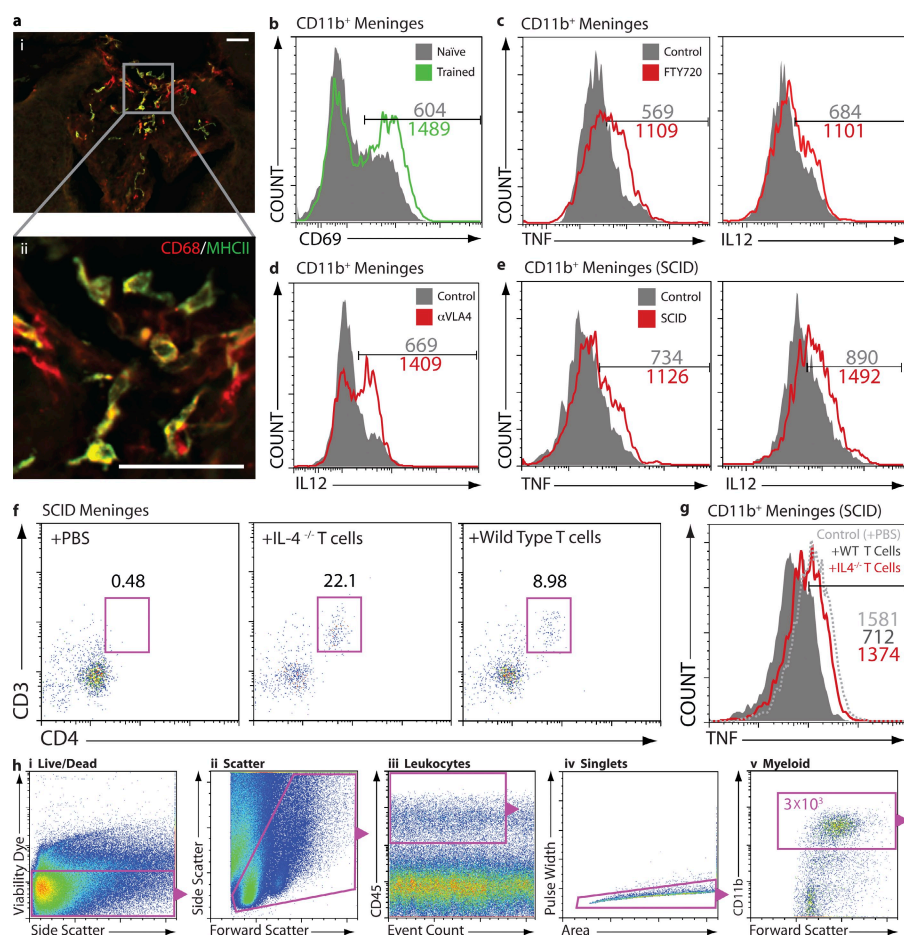 a
i
ii
CD68/MHCII
b CD11b⁺ Meninges
COUNT
Naïve
Trained
604
1489
CD69
c CD11b⁺ Meninges
COUNT
Control
FTY720
569
1109
TNF
684
1101
IL12
d CD11b⁺ Meninges
COUNT
Control
αVLA4
669
1409
IL12
e CD11b⁺ Meninges (SCID)
COUNT
Control
SCID
734
1126
TNF
890
1492
IL12
f SCID Meninges
+PBS
0.48
+IL-4 ⁻/⁻ T cells
22.1
+Wild Type T cells
8.98
CD3
CD4
g CD11b⁺ Meninges (SCID)
Control (+PBS)
+WT T Cells
+IL4⁻/⁻ T Cells
1581
712
1374
COUNT
TNF
h
i Live/Dead
Viability Dye
Side Scatter
ii Scatter
Side Scatter
Forward Scatter
iii Leukocytes
CD45
Event Count
iv Singlets
Pulse Width
Area
v Myeloid
3×10³
CD11b
Forward Scatter